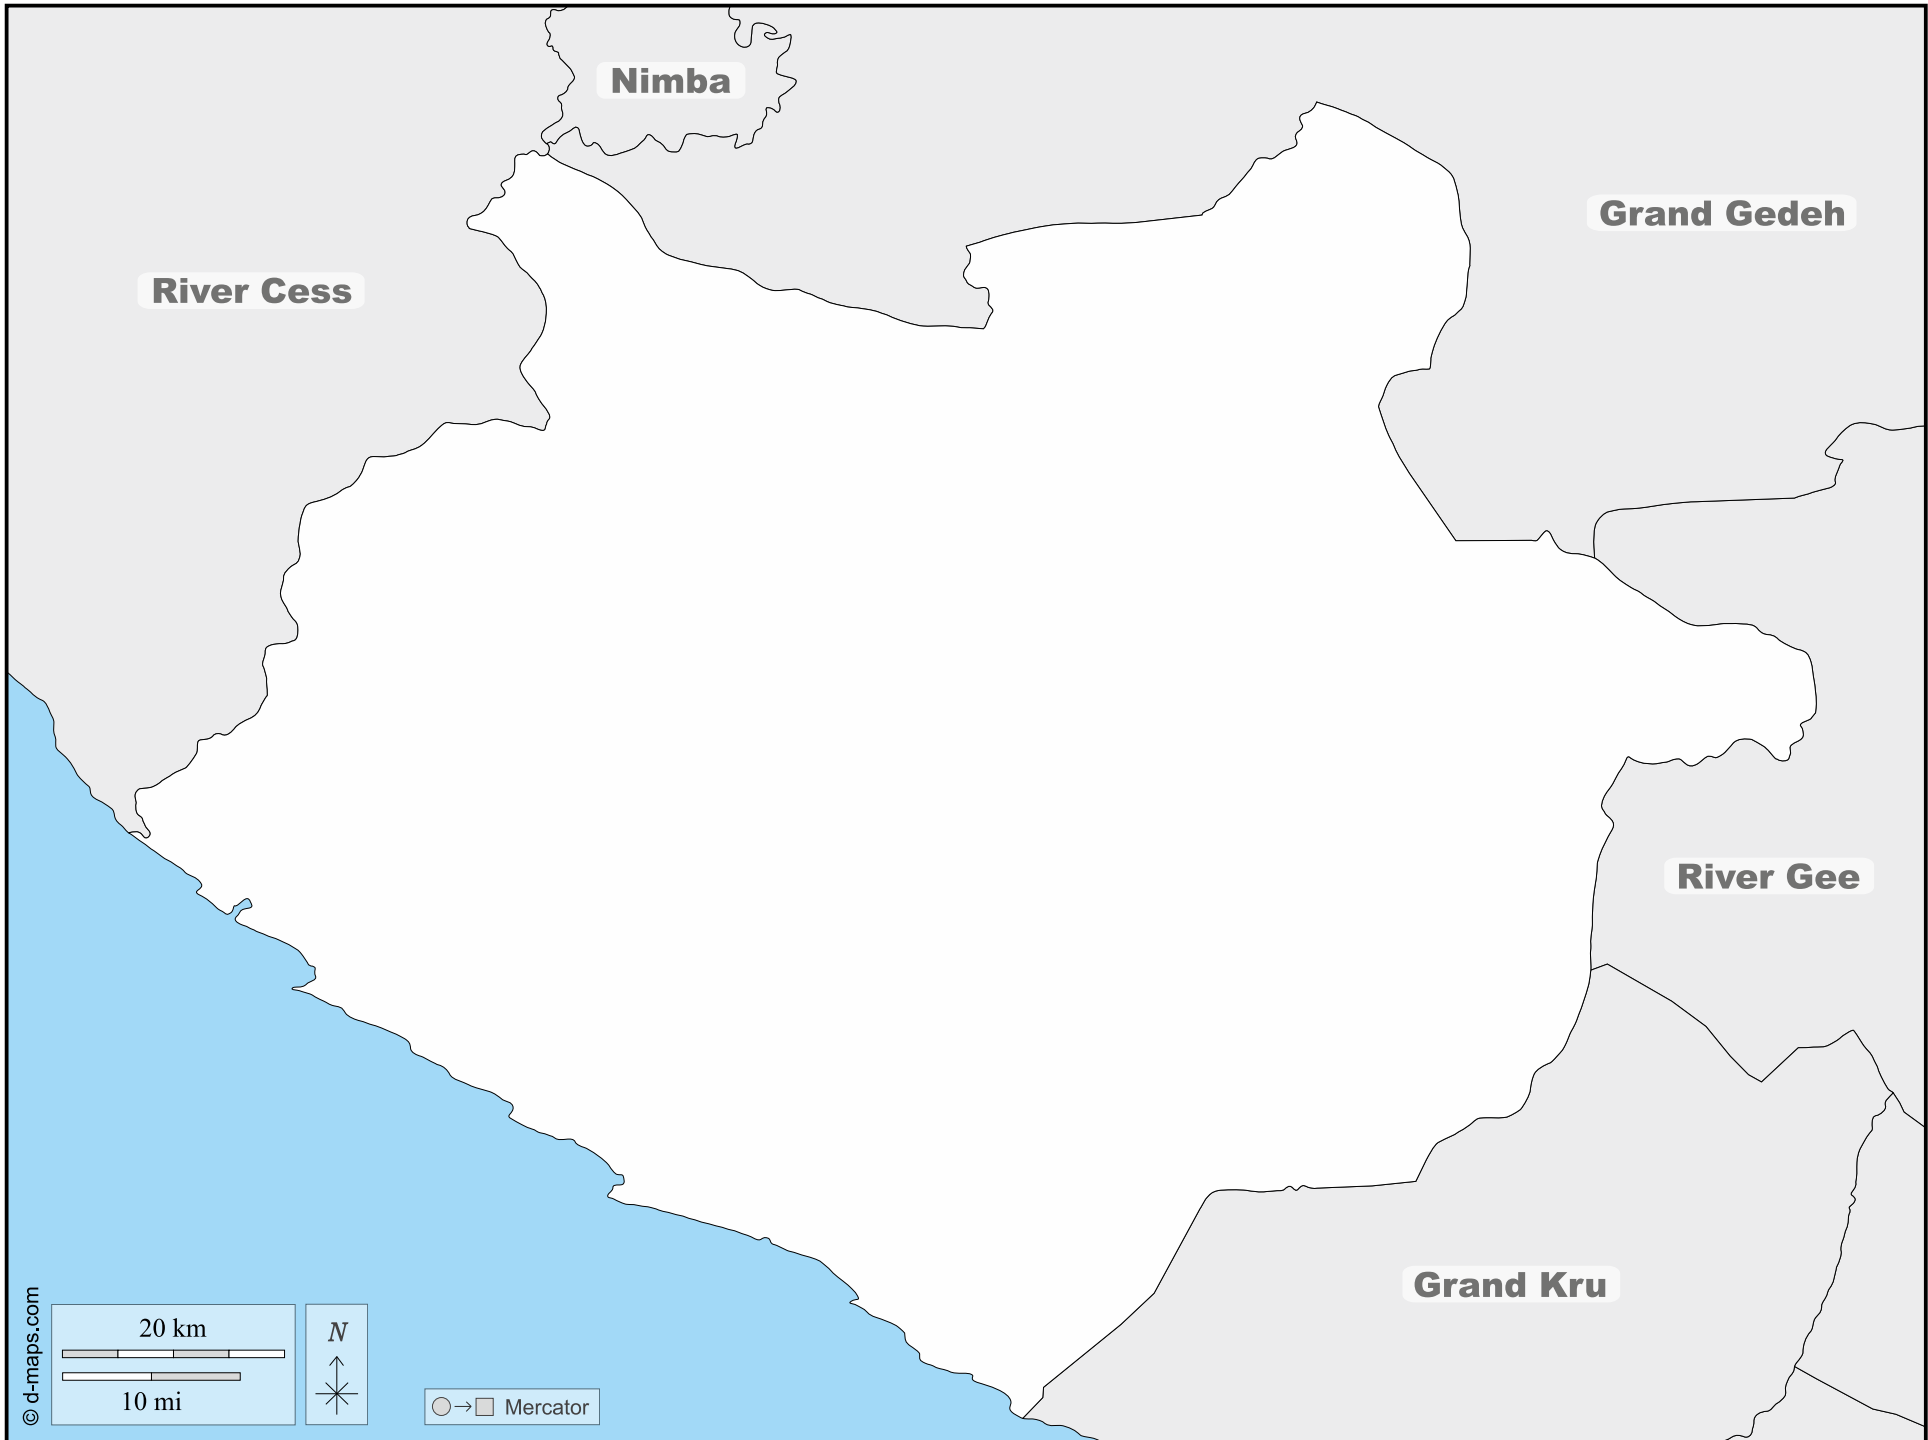 Nimba
Grand Gedeh
River Cess
River Gee
Grand Kru
© d-maps.com
20 km
10 mi
N
Mercator